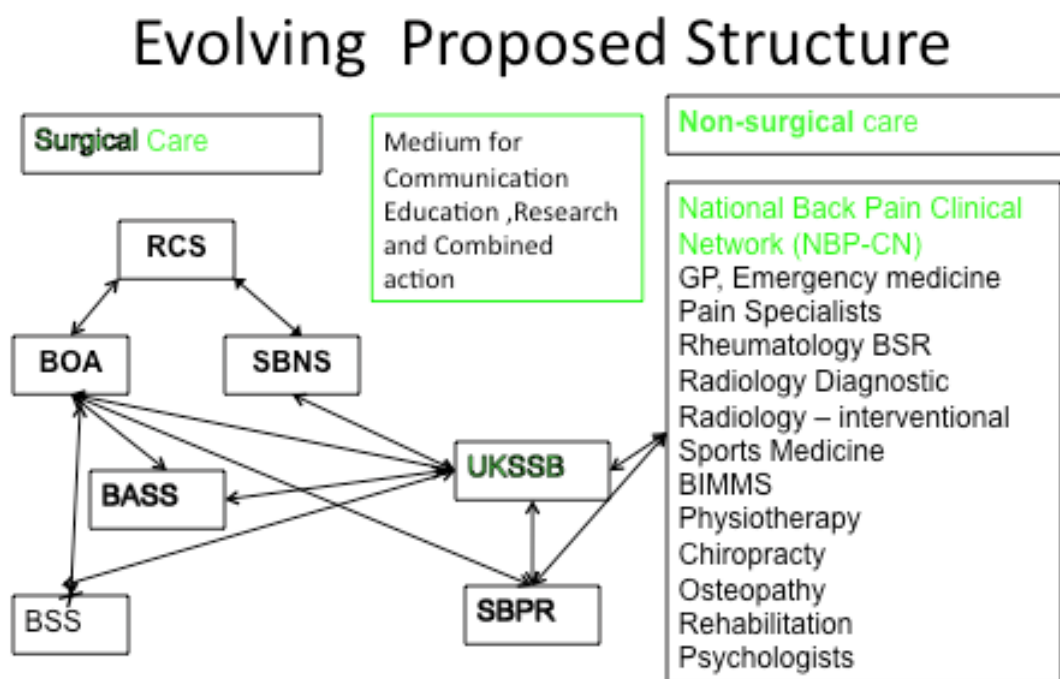 Evolving  Proposed Structure
Surgical Care
Medium for
Communication
Education ,Research
and Combined
action
Non-surgical care
RCS
BOA
SBNS
BASS
UKSSB
BSS
SBPR
National Back Pain Clinical
Network (NBP-CN)
GP, Emergency medicine
Pain Specialists
Rheumatology BSR
Radiology Diagnostic
Radiology – interventional
Sports Medicine
BIMMS
Physiotherapy
Chiropracty
Osteopathy
Rehabilitation
Psychologists